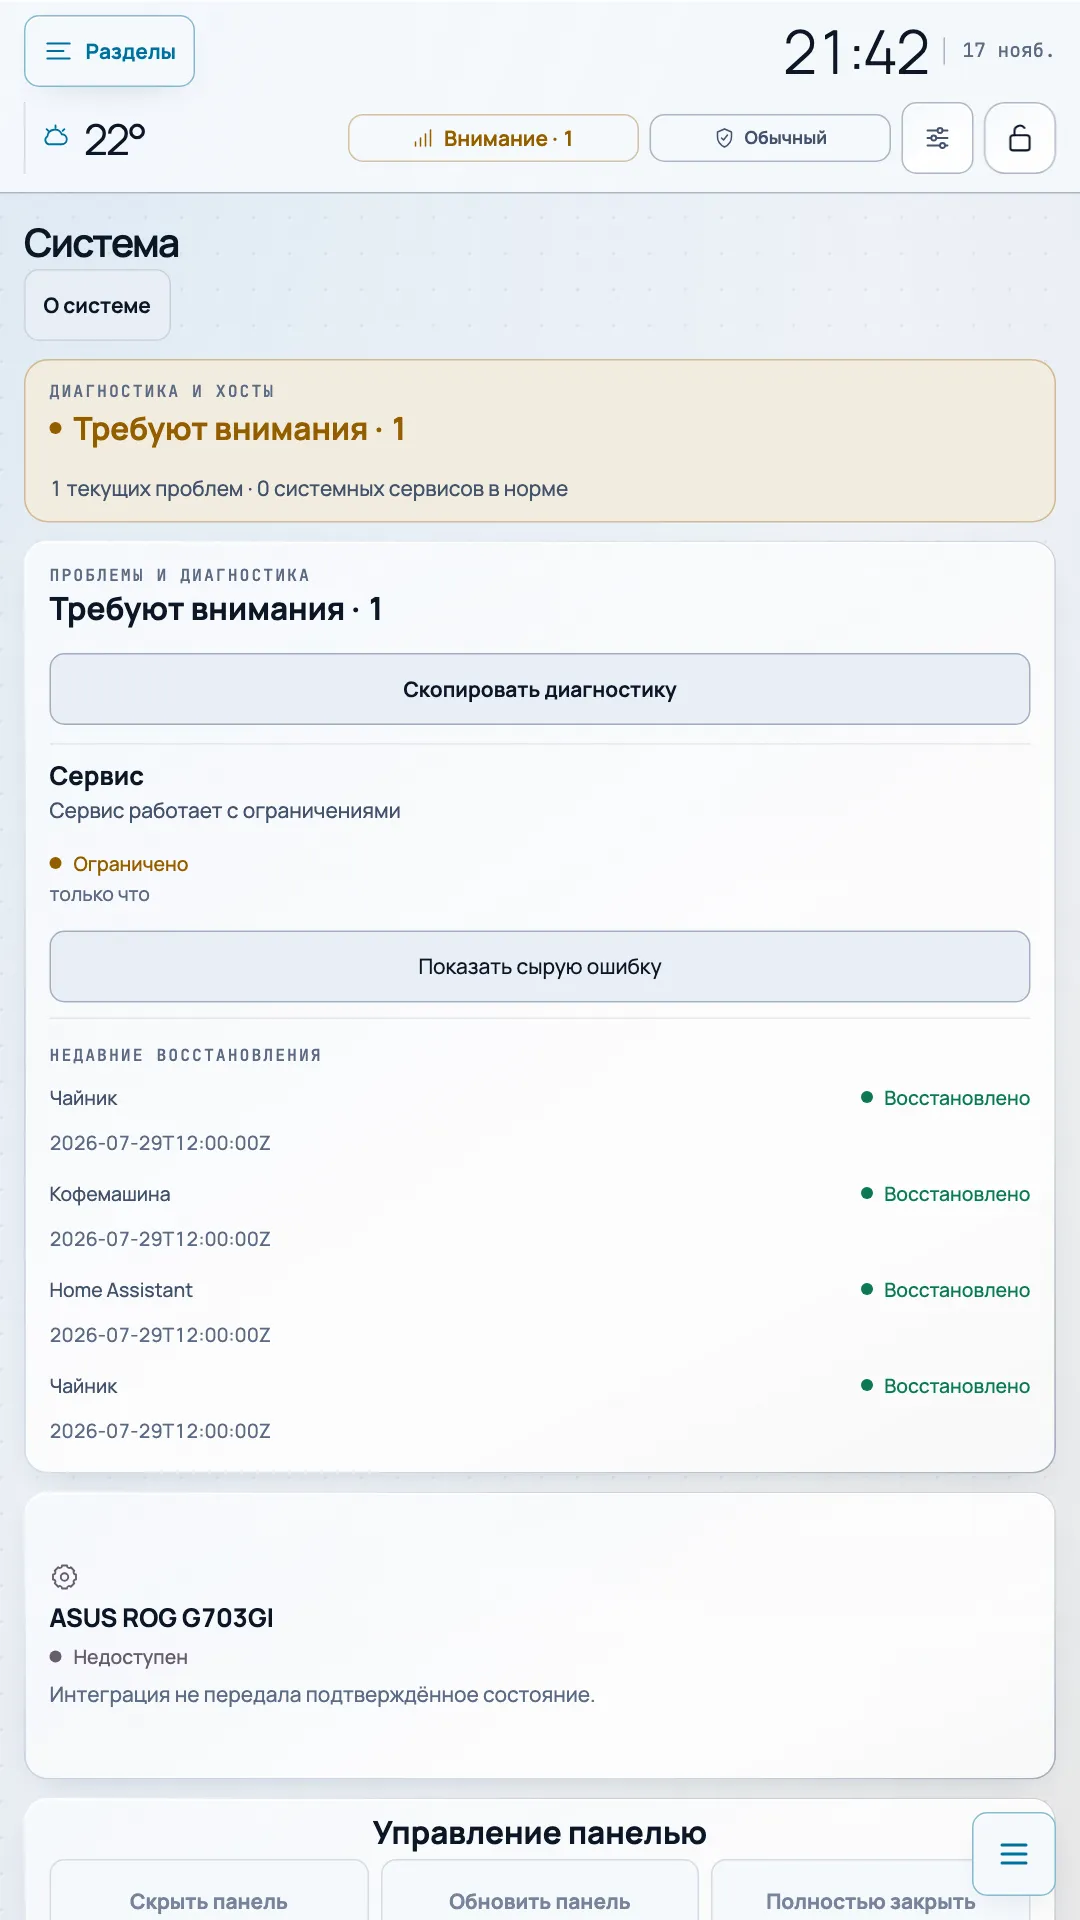 Разделы
21:42
17 нояб.
22°
Внимание · 1
Обычный
Система
О системе
ДИАГНОСТИКА И ХОСТЫ
Требуют внимания · 1
1 текущих проблем · 0 системных сервисов в норме
ПРОБЛЕМЫ И ДИАГНОСТИКА
Требуют внимания · 1
Скопировать диагностику
Сервис
Сервис работает с ограничениями
Ограничено
только что
Показать сырую ошибку
НЕДАВНИЕ ВОССТАНОВЛЕНИЯ
Чайник
Восстановлено
2026-07-29T12:00:00Z
Кофемашина
Восстановлено
2026-07-29T12:00:00Z
Home Assistant
Восстановлено
2026-07-29T12:00:00Z
Чайник
Восстановлено
2026-07-29T12:00:00Z
ASUS ROG G703GI
Недоступен
Интеграция не передала подтверждённое состояние.
Управление панелью
Скрыть панель
Обновить панель
Полностью закрыть